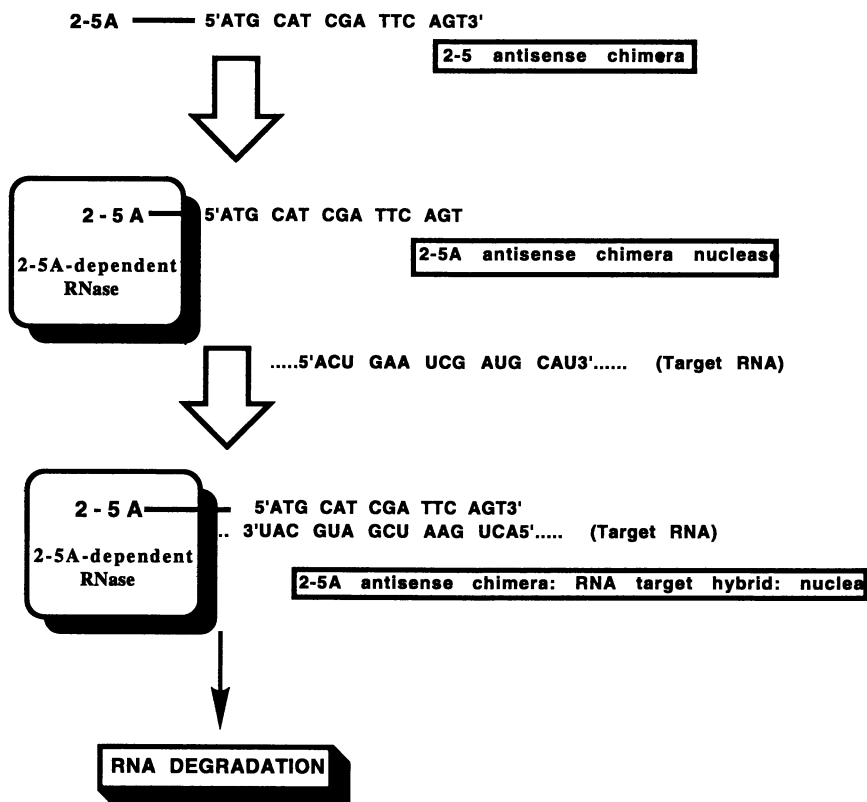 2-5A 5'ATG CAT CGA TTC AGT3'
2-5 antisense chimera
2-5A 5'ATG CAT CGA TTC AGT
2-5A-dependent
RNase
2-5A antisense chimera nuclease
.....5'ACU GAA UCG AUG CAU3'...... (Target RNA)
2-5A 5'ATG CAT CGA TTC AGT3'
.. 3'UAC GUA GCU AAG UCA5'..... (Target RNA)
2-5A-dependent
RNase
2-5A antisense chimera: RNA target hybrid: nuclea
RNA DEGRADATION